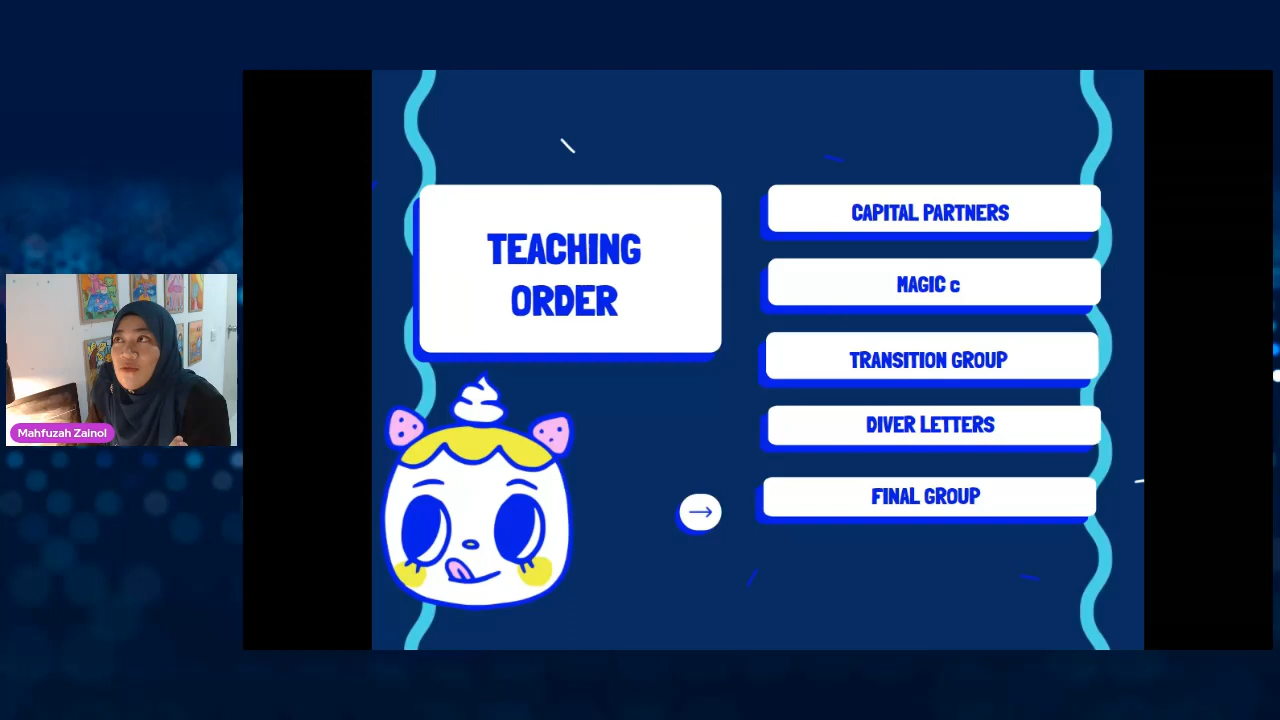 TEACHING
ORDER
CAPITAL PARTNERS
MAGIC c
TRANSITION GROUP
DIVER LETTERS
FINAL GROUP
Mahfuzah Zainol